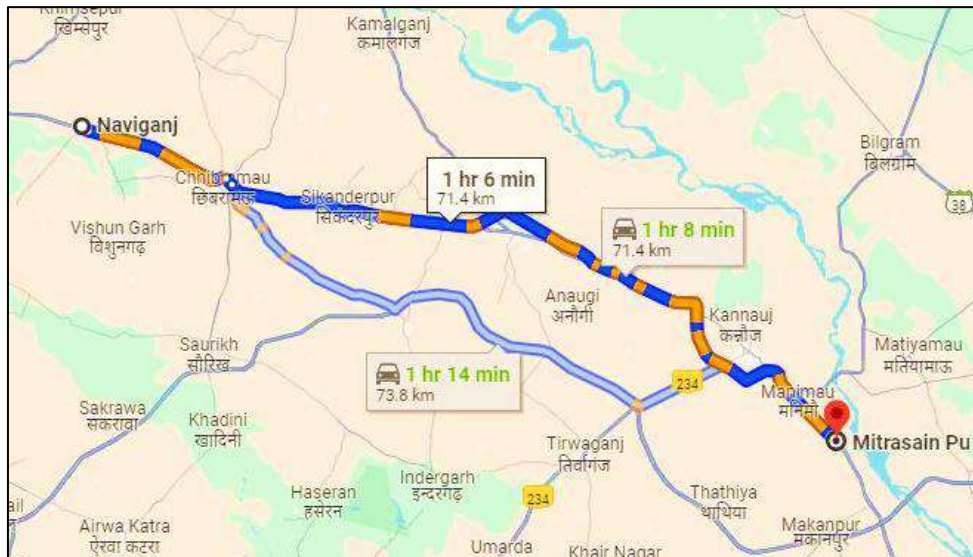 खिम्सेपुर
Kamalganj
कमालगंज
Naviganj
Bilgram
बिलग्राम
Chhibramau
छिबरामऊ
Sikanderpur
सिकंदरपुर
1 hr 6 min
71.4 km
38
Vishun Garh
विशुनगढ़
1 hr 8 min
71.4 km
Anaugi
अनौगी
Kannauj
कन्नौज
Saurikh
सौरिख
Matiyamau
मतियामाऊ
1 hr 14 min
73.8 km
234
Manimau
मनिमौ
Sakrawa
सकरावा
Khadini
खादिनी
Mitrasain Pu
Tirwaganj
तिर्वागंज
Indergarh
इन्दरगढ़
Haseran
हसेरन
234
Thathiya
थाथिया
Airwa Katra
ऐरवा कटरा
Makanpur
मकानपुर
Umarda
Khair Nagar